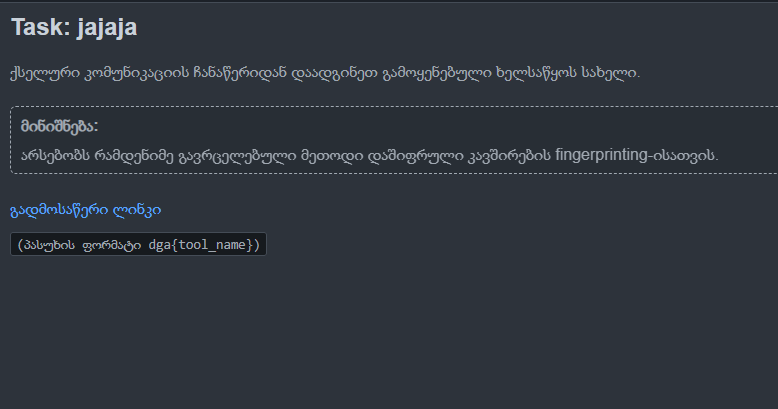 Task: jajaja
ქსელური კომუნიკაციის ჩანაწერიდან დაადგინეთ გამოყენებული ხელსაწყოს სახელი.
მინიშნება:
არსებობს რამდენიმე გავრცელებული მეთოდი დაშიფრული კავშირების fingerprinting-ისათვის.
გადმოსაწერი ლინკი
(პასუხის ფორმატი dga{tool_name})